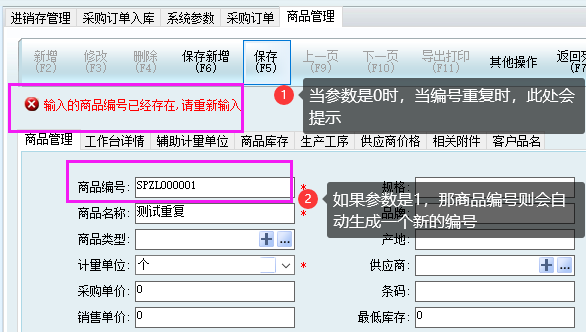 进销存管理 采购订单入库 系统参数 采购订单 商品管理
新增 修改 删除 保存新增 保存 上一页 下一页 导出打印 其他操作
(F2) (F3) (F4) (F6) (F5) (F9) (F10) (F11)
输入的商品编号已经存在,请重新输入
1 当参数是0时，当编号重复时，此处会
提示
商品管理 工作台详情 辅助计量单位 商品库存 生产工序 供应商价格 相关附件 客户品名
商品编号: SPZL000001 * 规格:
2 如果参数是1，那商品编号则会自
动生成一个新的编号
商品名称: 测试重复 * 品牌:
商品类型: 产地:
计量单位: 个 * 供应商:
采购单价: 0 条码:
销售单价: 0 最低库存: 0